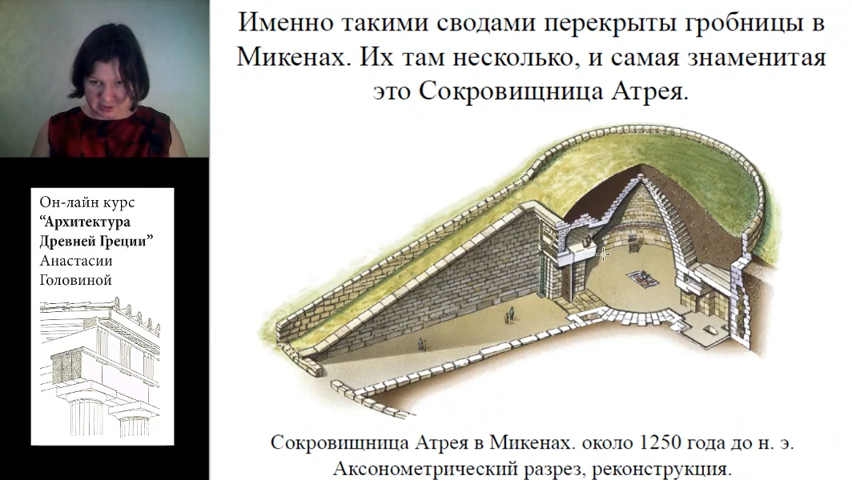 Именно такими сводами перекрыты гробницы в
Микенах. Их там несколько, и самая знаменитая
это Сокровищница Атрея.
Он-лайн курс
“Архитектура
Древней Греции”
Анастасии
Головиной
Сокровищница Атрея в Микенах. около 1250 года до н. э.
Аксонометрический разрез, реконструкция.